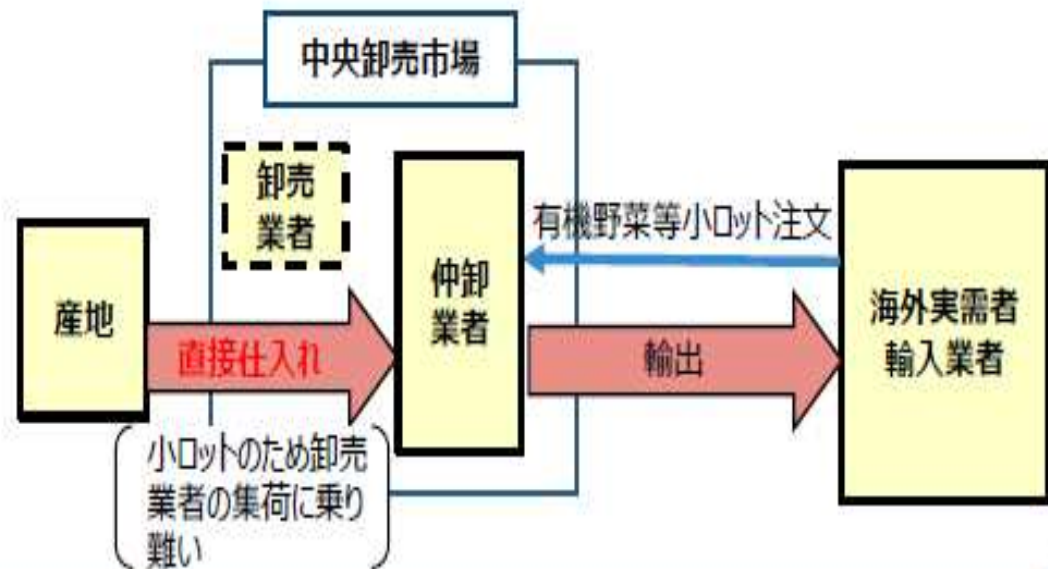 中央卸売市場
卸売
業者
産地
直接仕入れ
仲卸
業者
有機野菜等小ロット注文
輸出
海外実需者
輸入業者
小ロットのため卸売
業者の集荷に乗り
難い